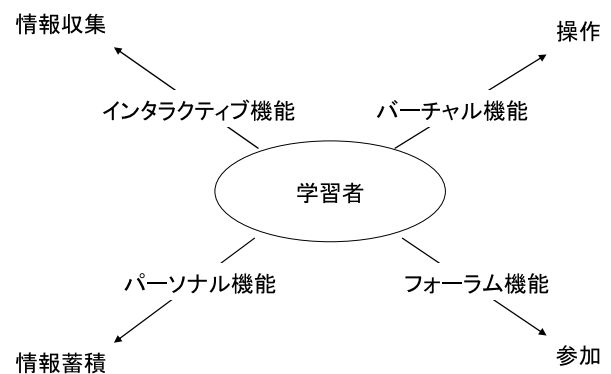 情報収集
操作
インタラクティブ機能
バーチャル機能
学習者
パーソナル機能
フォーラム機能
情報蓄積
参加